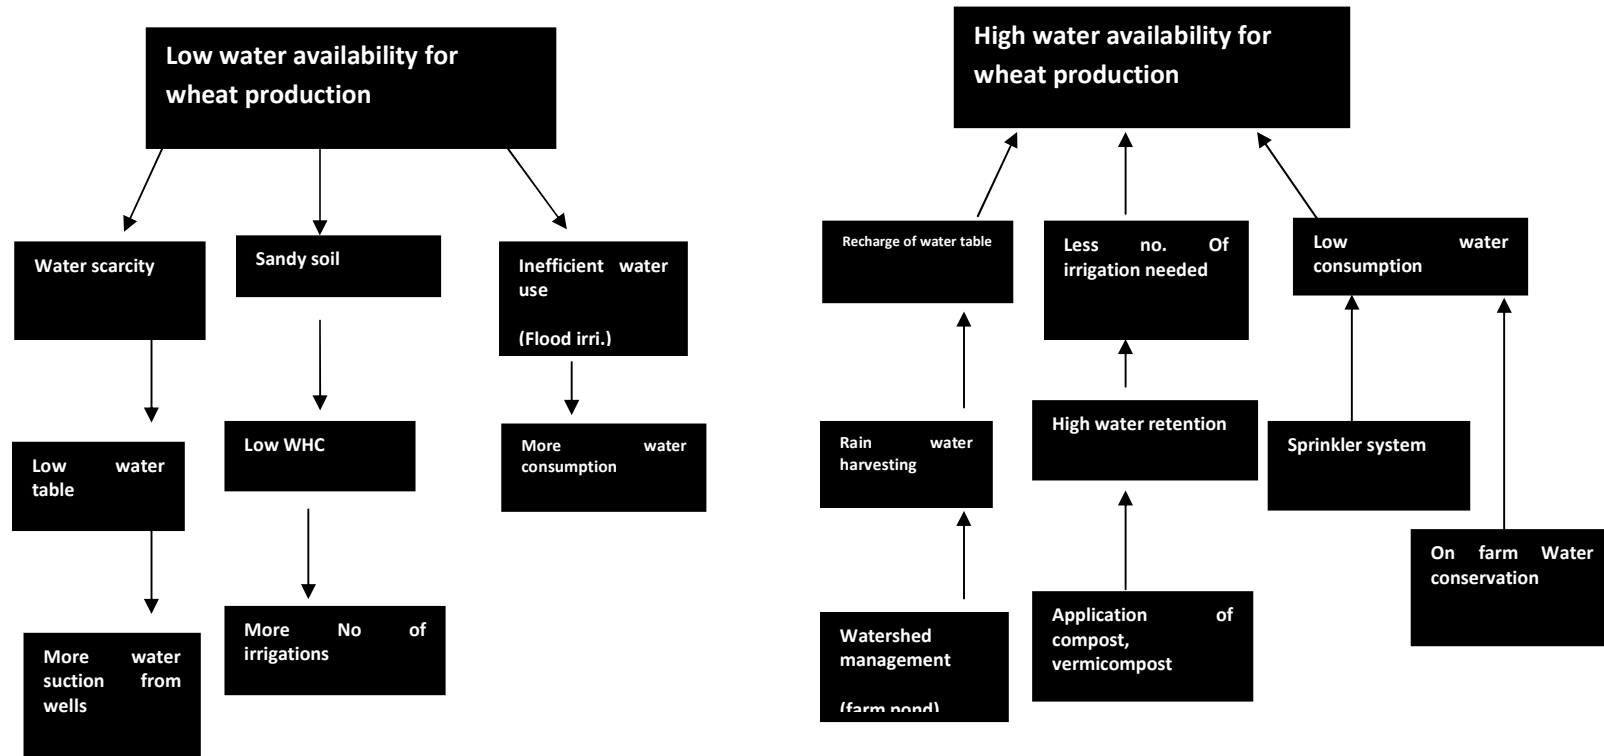 Low water availability for
wheat production
Water scarcity
Low water
table
More water
suction from
wells
Sandy soil
Low WHC
More No of
irrigations
Inefficient water
use
(Flood irri.)
More water
consumption
High water availability for
wheat production
Recharge of water table
Rain water
harvesting
Watershed
management
(farm pond)
Less no. Of
irrigation needed
High water retention
Application of
compost,
vermicompost
Low water
consumption
Sprinkler system
On farm Water
conservation